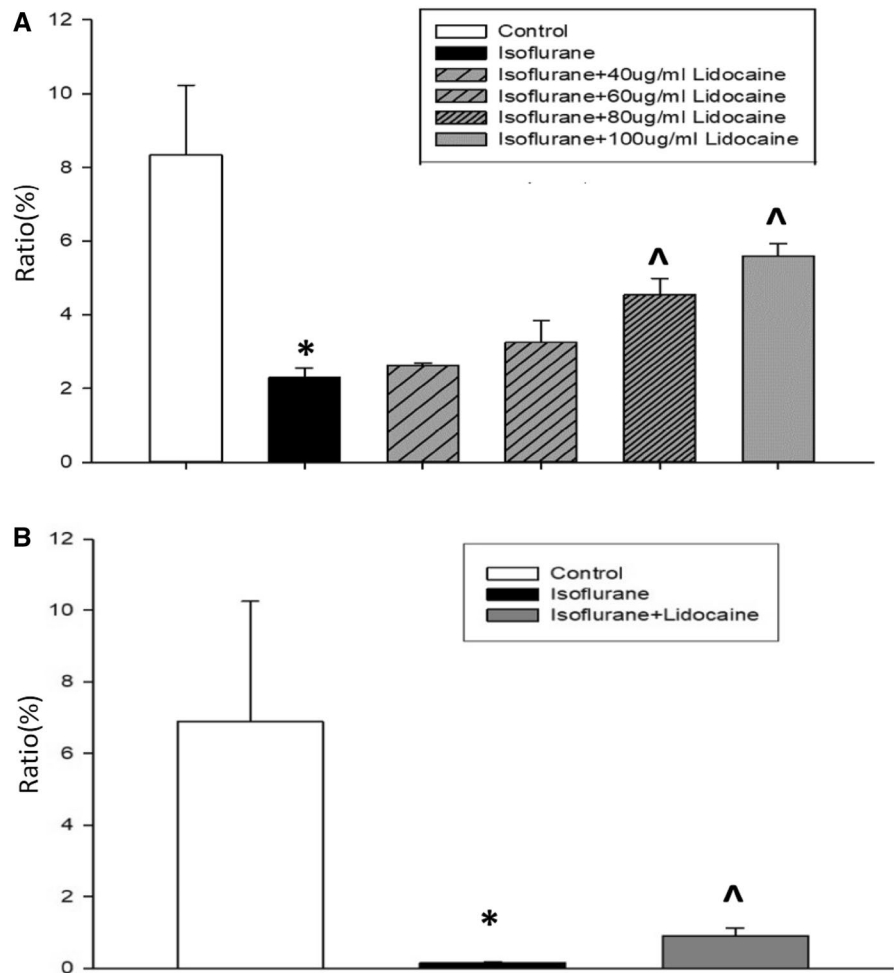 A
12
10
8
6
4
2
0
Ratio(%)
Control
Isoflurane
Isoflurane+40ug/ml Lidocaine
Isoflurane+60ug/ml Lidocaine
Isoflurane+80ug/ml Lidocaine
Isoflurane+100ug/ml Lidocaine
*
^
^
B
12
10
8
6
4
2
0
Ratio(%)
Control
Isoflurane
Isoflurane+Lidocaine
*
^